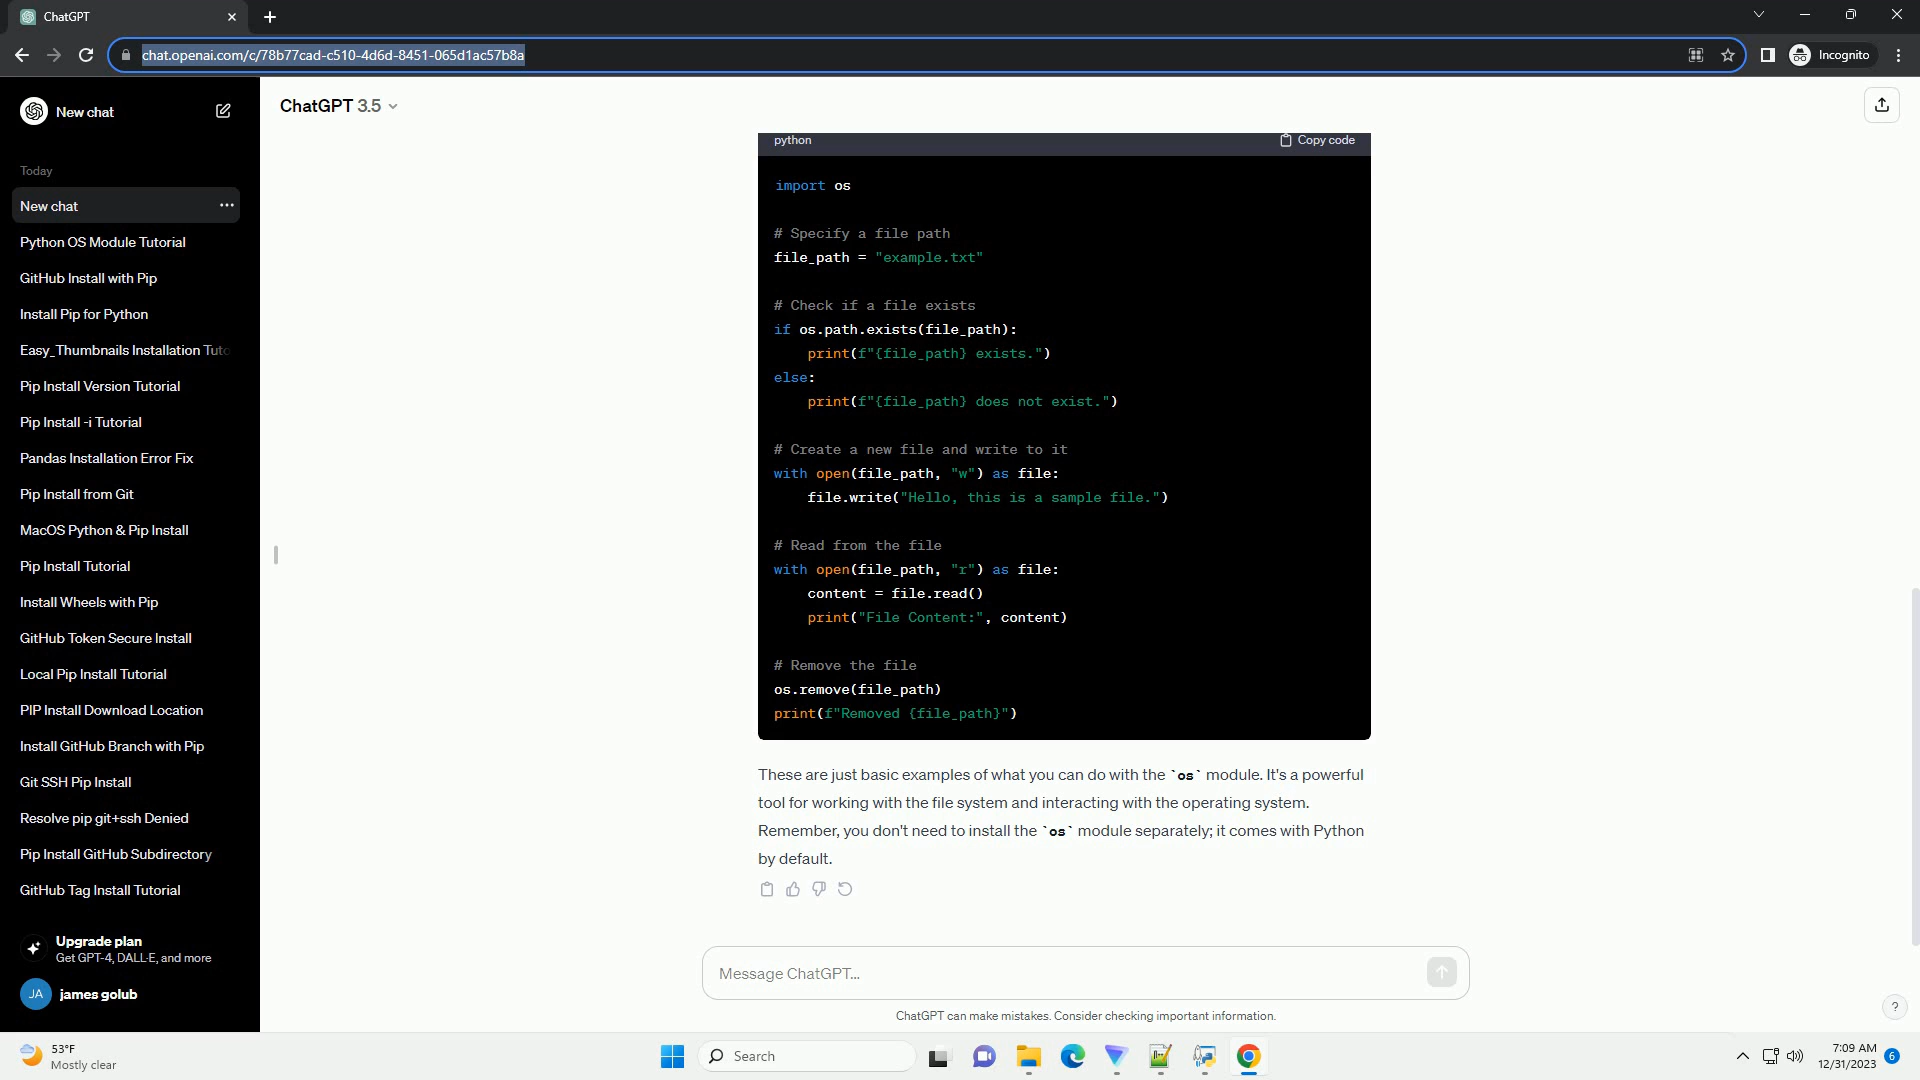 ChatGPT
chat.openai.com/c/78b77cad-c510-4d6d-8451-065d1ac57b8a
Incognito
New chat
ChatGPT 3.5
Today
New chat
Python OS Module Tutorial
GitHub Install with Pip
Install Pip for Python
Easy_Thumbnails Installation Tuto
Pip Install Version Tutorial
Pip Install -i Tutorial
Pandas Installation Error Fix
Pip Install from Git
MacOS Python & Pip Install
Pip Install Tutorial
Install Wheels with Pip
GitHub Token Secure Install
Local Pip Install Tutorial
PIP Install Download Location
Install GitHub Branch with Pip
Git SSH Pip Install
Resolve pip git+ssh Denied
Pip Install GitHub Subdirectory
GitHub Tag Install Tutorial
Upgrade plan
Get GPT-4, DALL·E, and more
JA james golub
python Copy code
import os
# Specify a file path
file_path = "example.txt"
# Check if a file exists
if os.path.exists(file_path):
print(f"{file_path} exists.")
else:
print(f"{file_path} does not exist.")
# Create a new file and write to it
with open(file_path, "w") as file:
file.write("Hello, this is a sample file.")
# Read from the file
with open(file_path, "r") as file:
content = file.read()
print("File Content:", content)
# Remove the file
os.remove(file_path)
print(f"Removed {file_path}")
These are just basic examples of what you can do with the `os` module. It's a powerful
tool for working with the file system and interacting with the operating system.
Remember, you don't need to install the `os` module separately; it comes with Python
by default.
Message ChatGPT...
ChatGPT can make mistakes. Consider checking important information.
?
53°F
Mostly clear
Search
7:09 AM
12/31/2023
6